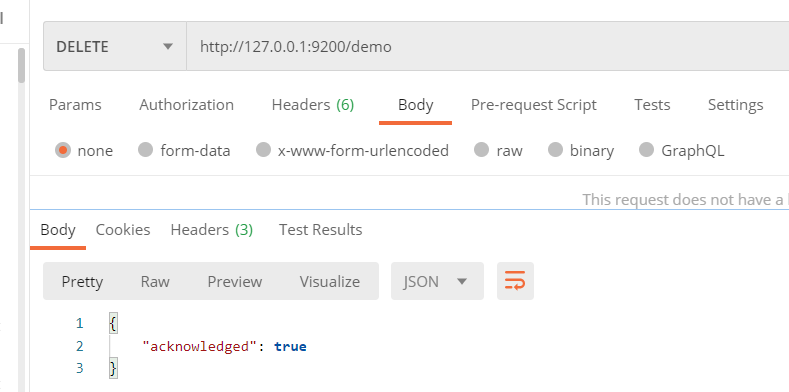 DELETE http://127.0.0.1:9200/demo
Params Authorization Headers (6) Body Pre-request Script Tests Settings
none form-data x-www-form-urlencoded raw binary GraphQL
This request does not have a
Body Cookies Headers (3) Test Results
Pretty Raw Preview Visualize JSON
1 {
2 "acknowledged": true
3 }